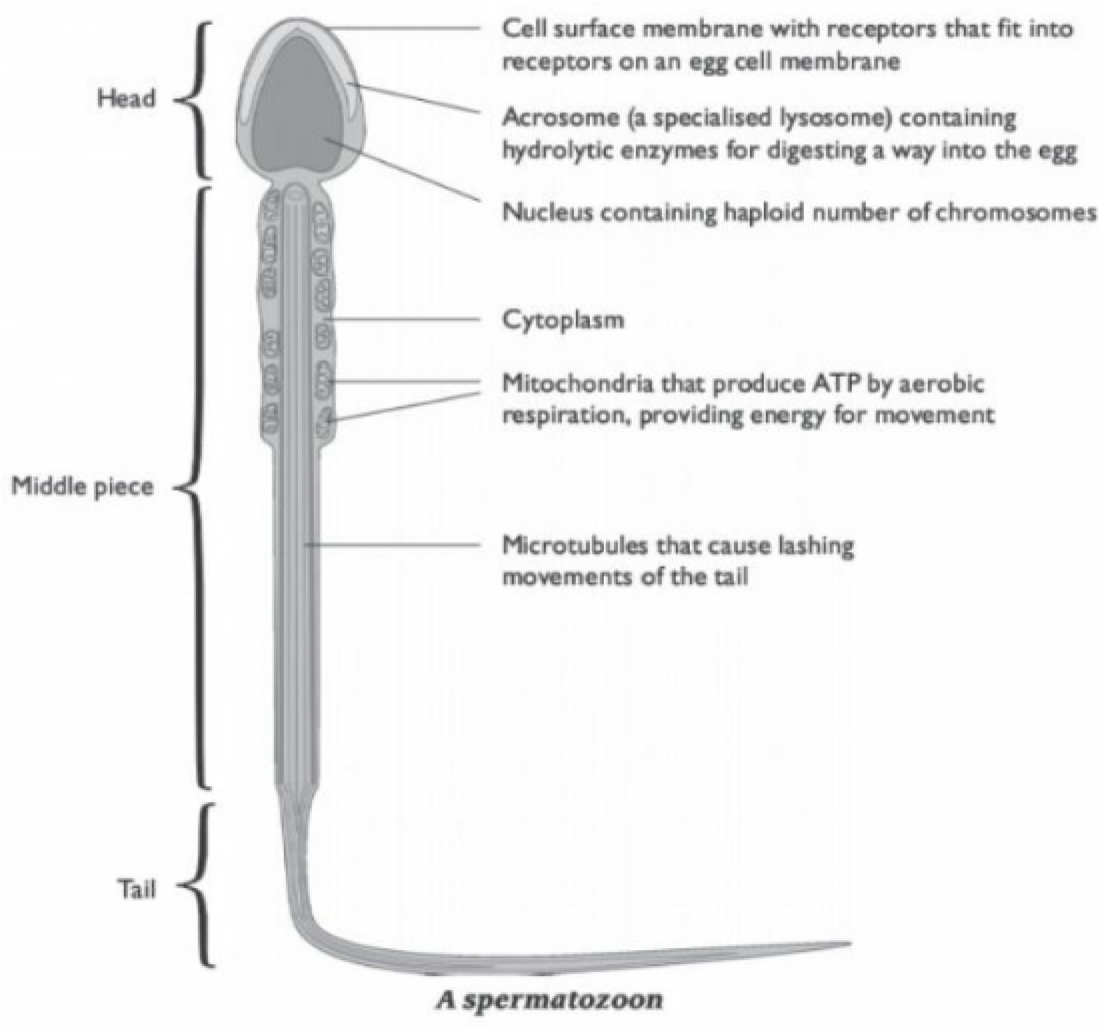 Cell surface membrane with receptors that fit into
receptors on an egg cell membrane
Head
Acrosome (a specialised lysosome) containing
hydrolytic enzymes for digesting a way into the egg
Nucleus containing haploid number of chromosomes
Cytoplasm
Mitochondria that produce ATP by aerobic
respiration, providing energy for movement
Middle piece
Microtubules that cause lashing
movements of the tail
Tail
A spermatozoon